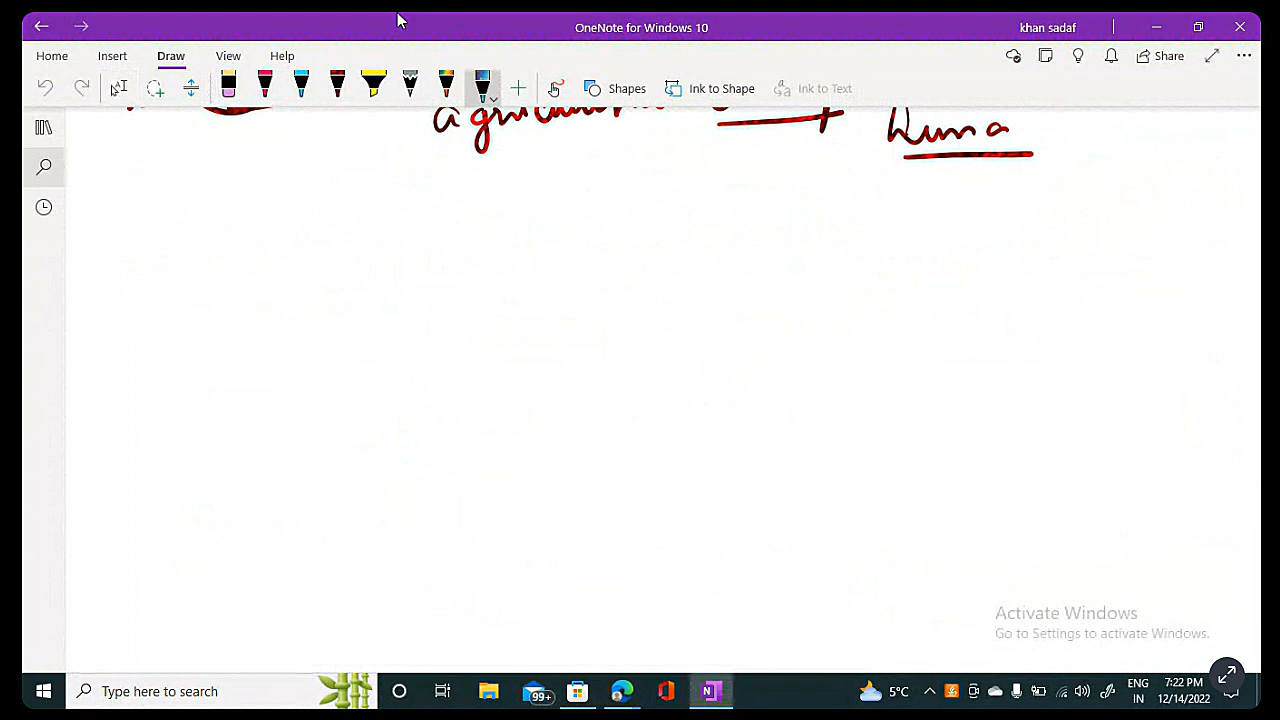 OneNote for Windows 10
khan sadaf
Home Insert Draw View Help
Share
Shapes
Ink to Shape
Ink to Text
Activate Windows
Go to Settings to activate Windows.
Type here to search
99+
5°C
ENG
IN
7:22 PM
12/14/2022